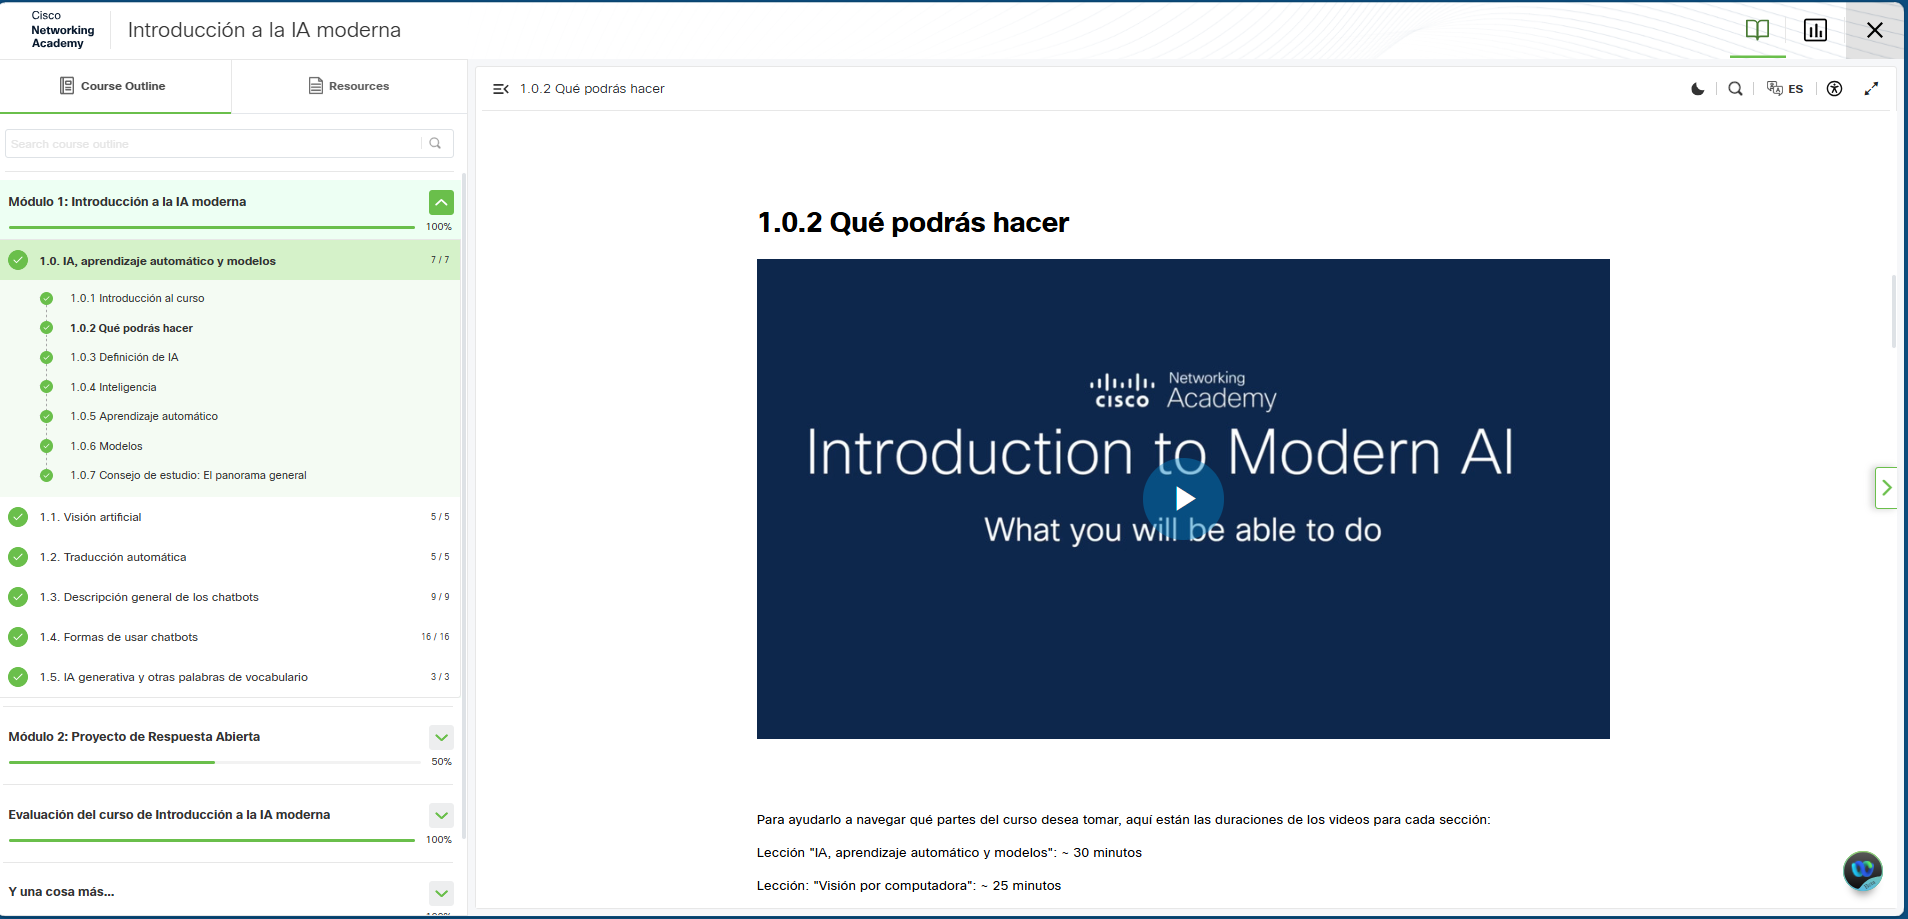 Cisco
Networking
Academy
Introducción a la IA moderna
Course Outline
Resources
Search course outline
Módulo 1: Introducción a la IA moderna
100%
1.0. IA, aprendizaje automático y modelos
7 / 7
1.0.1 Introducción al curso
1.0.2 Qué podrás hacer
1.0.3 Definición de IA
1.0.4 Inteligencia
1.0.5 Aprendizaje automático
1.0.6 Modelos
1.0.7 Consejo de estudio: El panorama general
1.1. Visión artificial
5 / 5
1.2. Traducción automática
5 / 5
1.3. Descripción general de los chatbots
9 / 9
1.4. Formas de usar chatbots
16 / 16
1.5. IA generativa y otras palabras de vocabulario
3 / 3
Módulo 2: Proyecto de Respuesta Abierta
50%
Evaluación del curso de Introducción a la IA moderna
100%
Y una cosa más...
1.0.2 Qué podrás hacer
ES
1.0.2 Qué podrás hacer
CISCO Networking Academy
Introduction to Modern AI
What you will be able to do
Para ayudarlo a navegar qué partes del curso desea tomar, aquí están las duraciones de los videos para cada sección:
Lección "IA, aprendizaje automático y modelos": ~ 30 minutos
Lección: "Visión por computadora": ~ 25 minutos